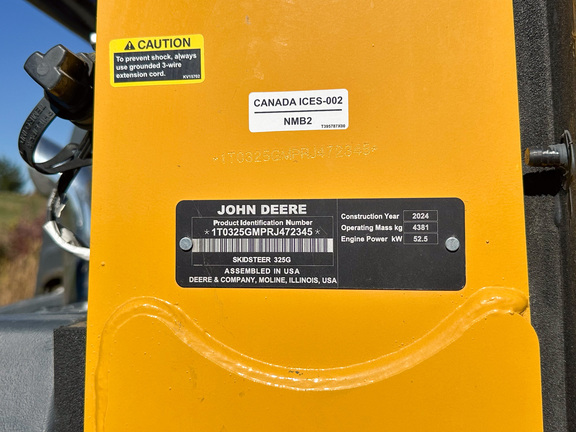 ⚠ CAUTION
To prevent shock, always
use grounded 3-wire
extension cord.
KV15763
CANADA ICES-002
NMB2
*1T0325GMPRJ472345*
JOHN DEERE
Product Identification Number
*1T0325GMPRJ472345*
SKIDSTEER 325G
ASSEMBLED IN USA
DEERE & COMPANY, MOLINE, ILLINOIS, USA
Construction Year 2024
Operating Mass kg 4381
Engine Power kW 52.5